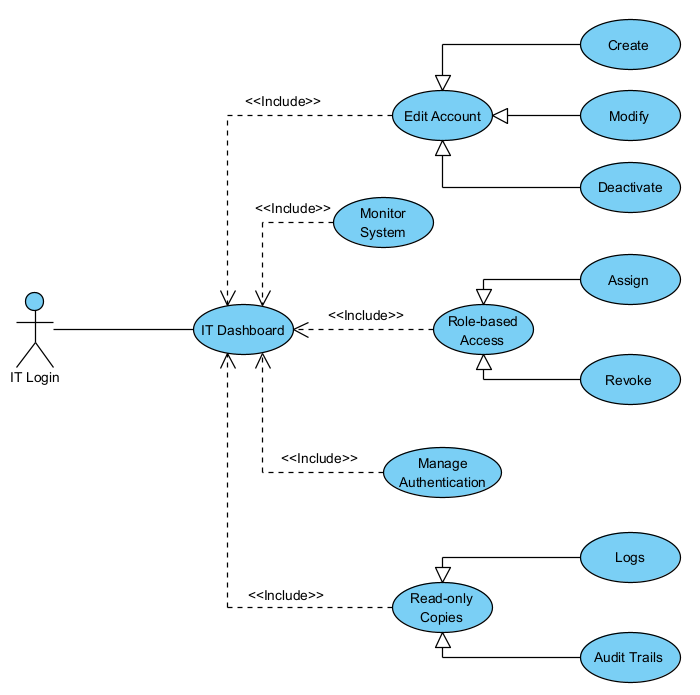 Create
<<Include>>
Edit Account
Modify
Deactivate
<<Include>>
Monitor
System
Assign
<<Include>>
IT Dashboard
Role-based
Access
IT Login
Revoke
<<Include>>
Manage
Authentication
Logs
<<Include>>
Read-only
Copies
Audit Trails